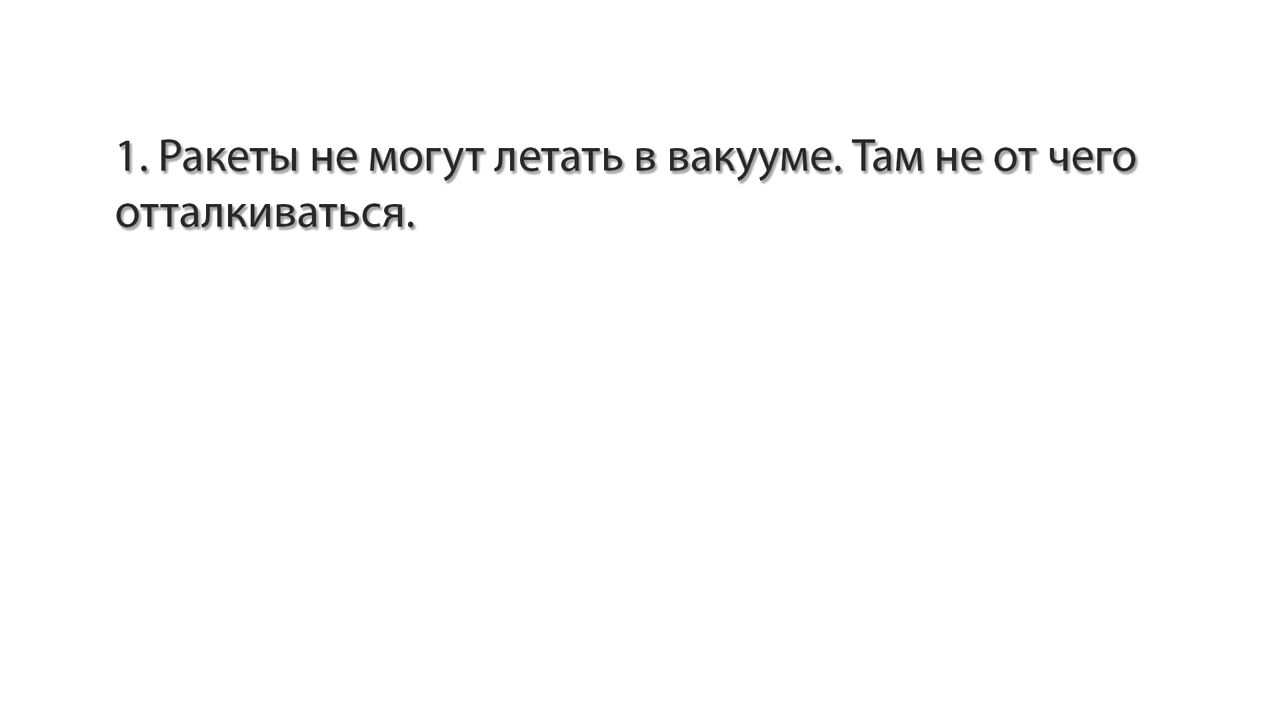 1. Ракеты не могут летать в вакууме. Там не от чего
отталкиваться.